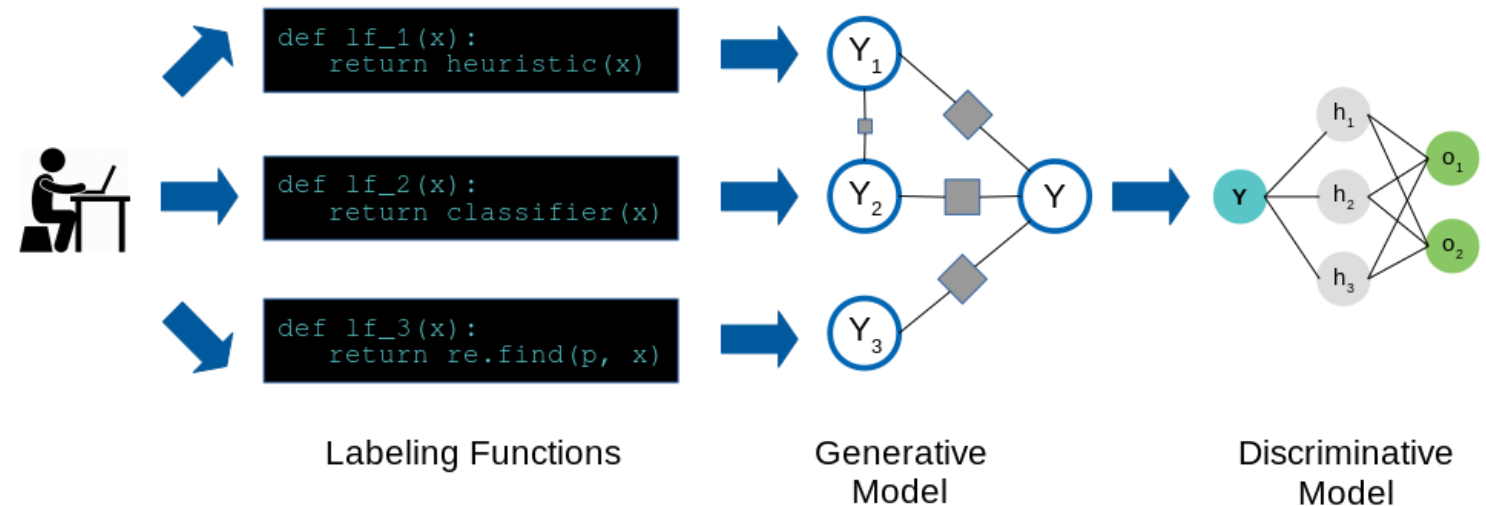 def lf_1(x):
return heuristic(x)
def lf_2(x):
return classifier(x)
def lf_3(x):
return re.find(p, x)
Y1
Y2
Y3
Y
Y
h1
h2
h3
o1
o2
Labeling Functions
Generative
Model
Discriminative
Model